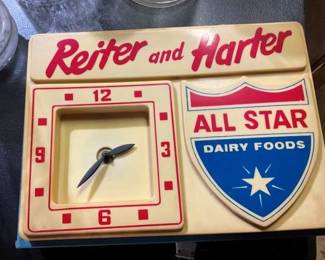 Reiter and Harter
12
9
3
6
ALL STAR
DAIRY FOODS